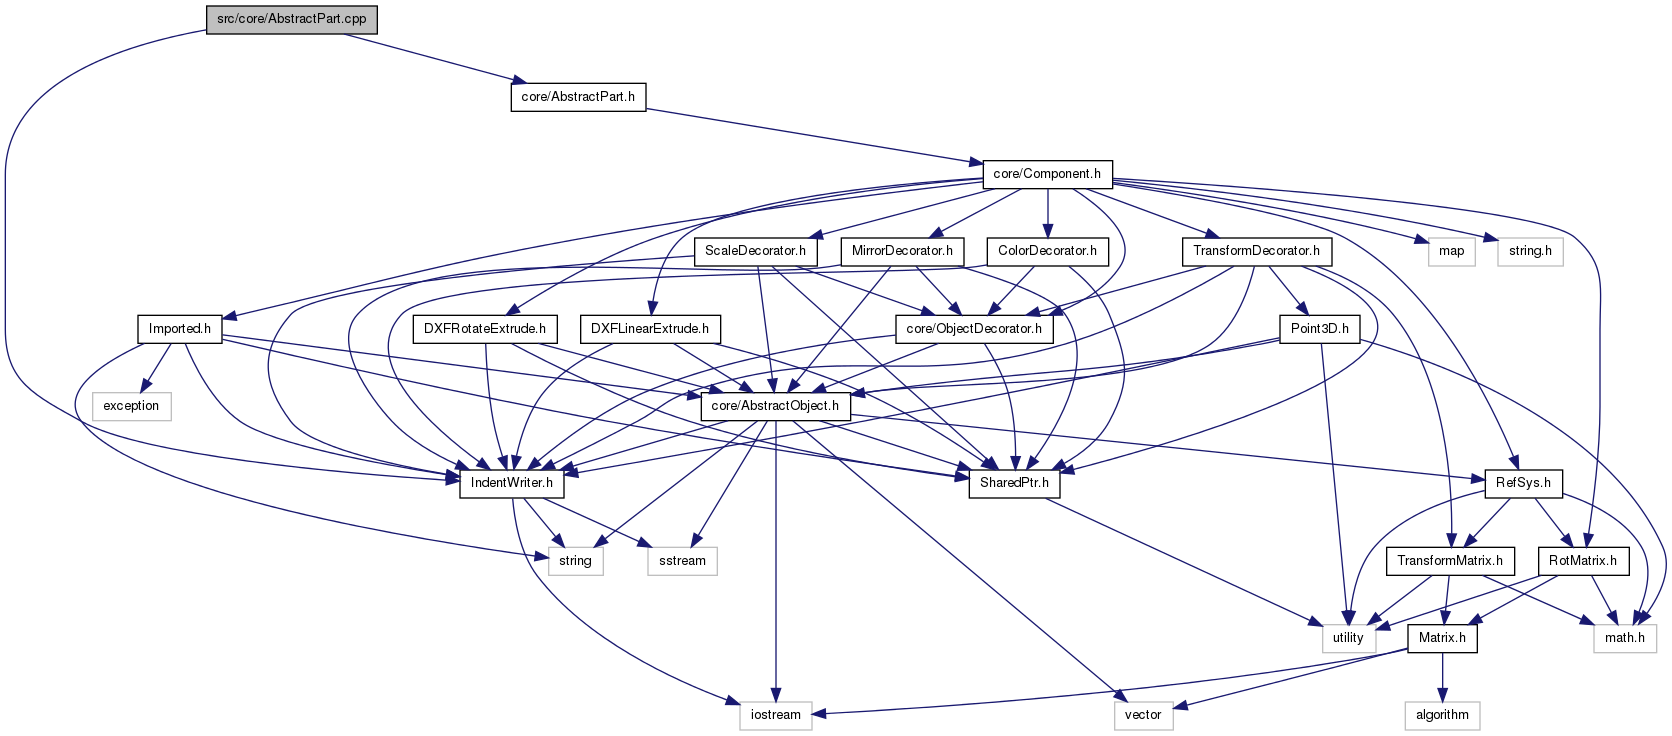 src/core/AbstractPart.cpp
core/AbstractPart.h
core/Component.h
ScaleDecorator.h
MirrorDecorator.h
ColorDecorator.h
TransformDecorator.h
map
string.h
Imported.h
DXFRotateExtrude.h
DXFLinearExtrude.h
core/ObjectDecorator.h
Point3D.h
exception
core/AbstractObject.h
IndentWriter.h
SharedPtr.h
RefSys.h
string
sstream
TransformMatrix.h
RotMatrix.h
utility
Matrix.h
math.h
iostream
vector
algorithm